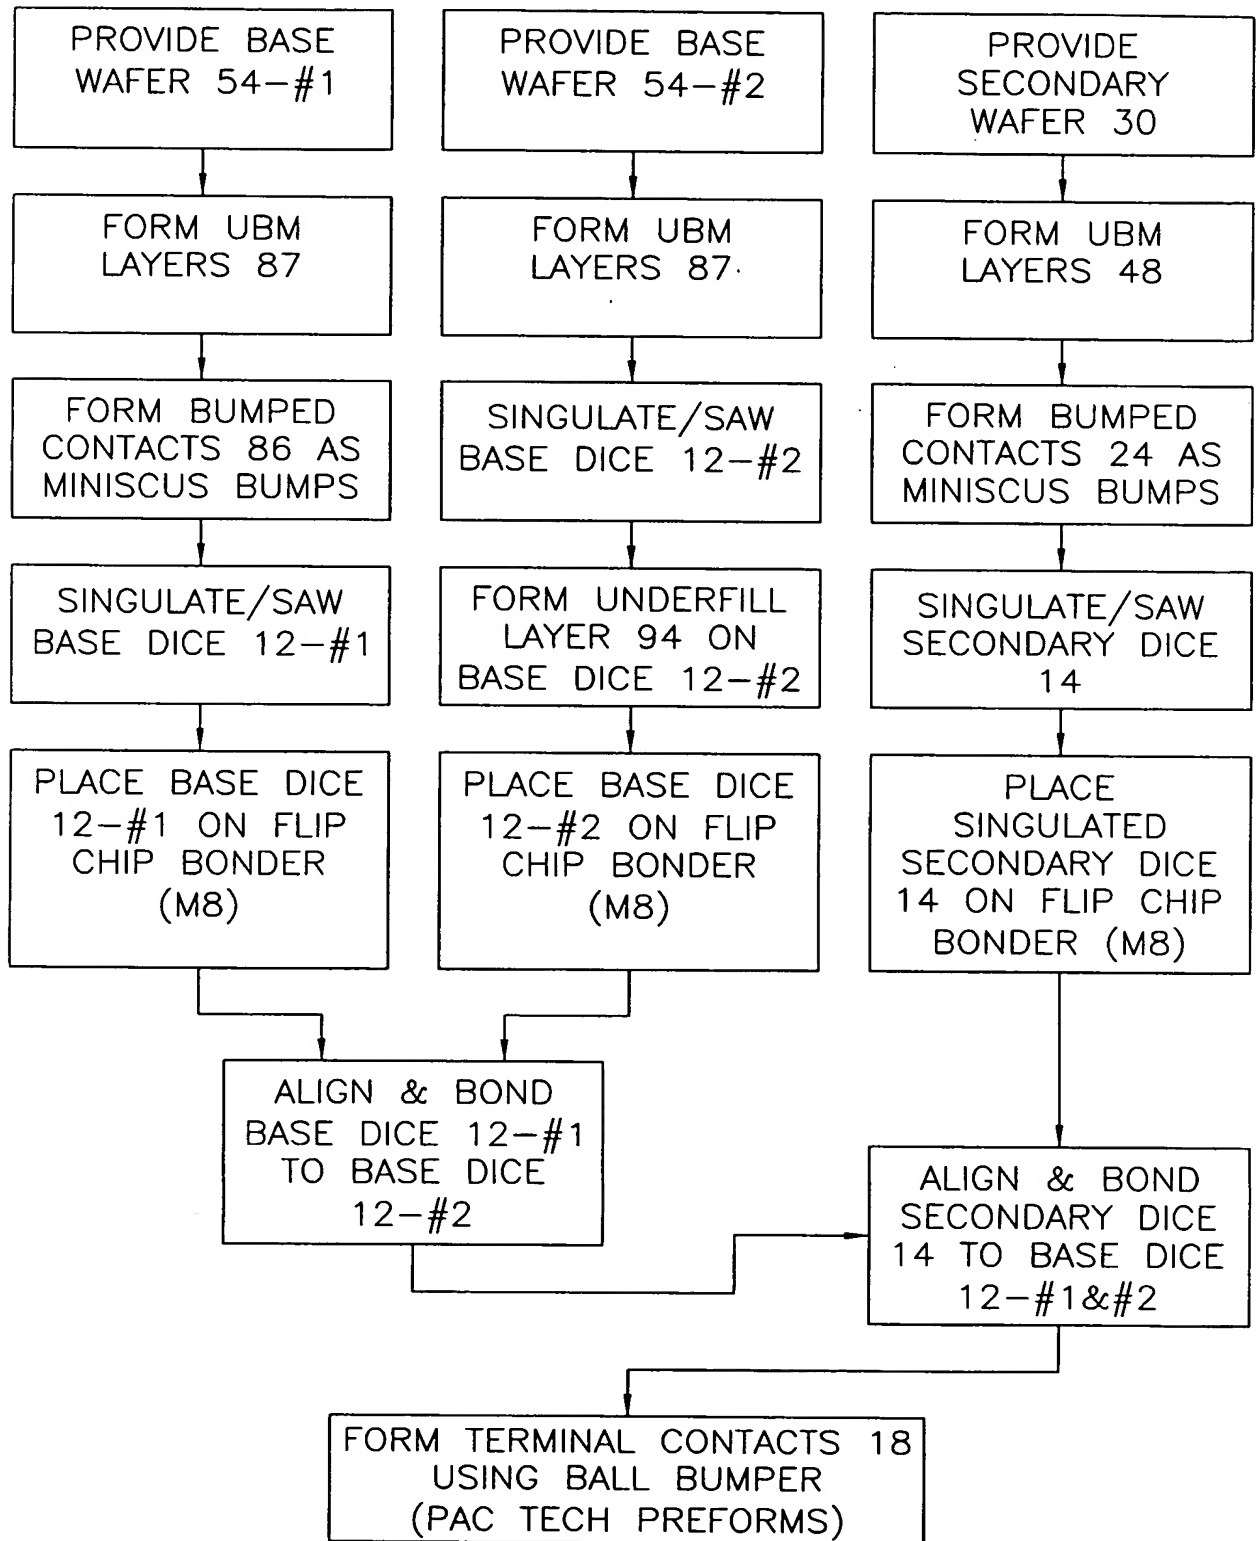 PROVIDE BASE
WAFER 54-#1
FORM UBM
LAYERS 87
FORM BUMPED
CONTACTS 86 AS
MINISCUS BUMPS
SINGULATE/SAW
BASE DICE 12-#1
PLACE BASE DICE
12-#1 ON FLIP
CHIP BONDER
(M8)
PROVIDE BASE
WAFER 54-#2
FORM UBM
LAYERS 87
SINGULATE/SAW
BASE DICE 12-#2
FORM UNDERFILL
LAYER 94 ON
BASE DICE 12-#2
PLACE BASE DICE
12-#2 ON FLIP
CHIP BONDER
(M8)
ALIGN & BOND
BASE DICE 12-#1
TO BASE DICE
12-#2
PROVIDE
SECONDARY
WAFER 30
FORM UBM
LAYERS 48
FORM BUMPED
CONTACTS 24 AS
MINISCUS BUMPS
SINGULATE/SAW
SECONDARY DICE
14
PLACE
SINGULATED
SECONDARY DICE
14 ON FLIP CHIP
BONDER (M8)
ALIGN & BOND
SECONDARY DICE
14 TO BASE DICE
12-#1&#2
FORM TERMINAL CONTACTS 18
USING BALL BUMPER
(PAC TECH PREFORMS)